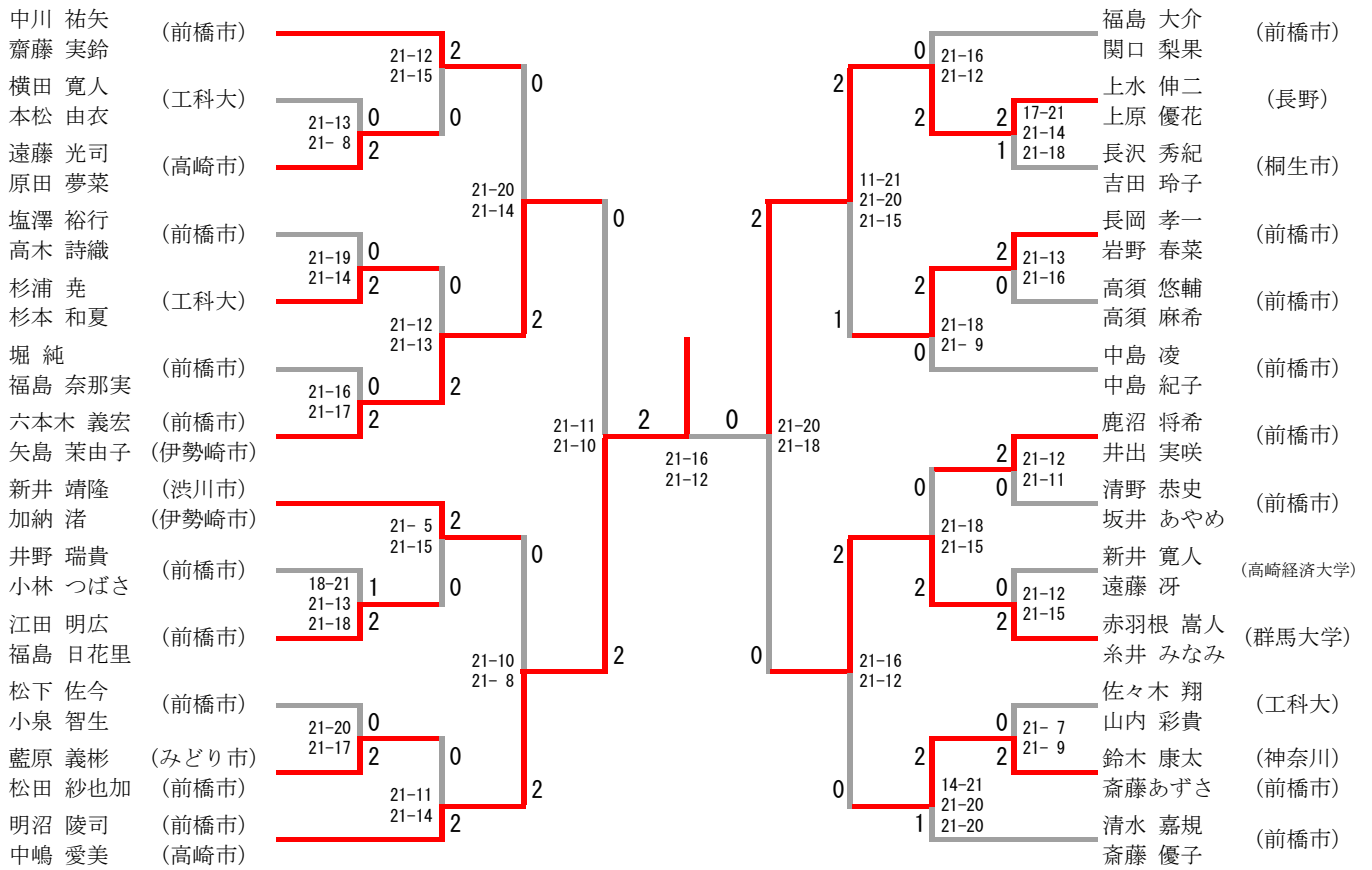 中川 祐矢
齋藤 実鈴
(前橋市)
横田 寛人
本松 由衣
(工科大)
遠藤 光司
原田 夢菜
(高崎市)
塩澤 裕行
高木 詩織
(前橋市)
杉浦 尭
杉本 和夏
(工科大)
堀 純
福島 奈那実
(前橋市)
六本木 義宏 (前橋市)
矢島 茉由子 (伊勢崎市)
新井 靖隆 (渋川市)
加納 渚 (伊勢崎市)
井野 瑞貴
小林 つばさ
(前橋市)
江田 明広
福島 日花里
(前橋市)
松下 佐今
小泉 智生
(前橋市)
藍原 義彬 (みどり市)
松田 紗也加 (前橋市)
明沼 陵司 (前橋市)
中嶋 愛美 (高崎市)
21-12
21-15
2
0
21-13
21- 8
0
2
21-19
21-14
0
2
21-12
21-13
0
2
21-16
21-17
0
2
21-20
21-14
0
2
21- 5
21-15
2
0
18-21
21-13
21-18
1
2
21-20
21-17
0
2
21-11
21-14
0
2
21-10
21- 8
0
2
21-11
21-10
0
2
2
0
21-16
21-12
21-20
21-18
2
0
11-21
21-20
21-15
2
1
21-16
21-12
0
2
17-21
21-14
21-18
2
1
21-13
21-16
2
0
21-18
21- 9
2
0
21-12
21-11
2
0
21-18
21-15
0
2
21-12
21-15
0
2
21-16
21-12
2
0
21- 7
21- 9
0
2
14-21
21-20
21-20
2
1
福島 大介
関口 梨果
(前橋市)
上水 伸二
上原 優花
(長野)
長沢 秀紀
吉田 玲子
(桐生市)
長岡 孝一
岩野 春菜
(前橋市)
高須 悠輔
高須 麻希
(前橋市)
中島 凌
中島 紀子
(前橋市)
鹿沼 将希
井出 実咲
(前橋市)
清野 恭史
坂井 あやめ
(前橋市)
新井 寛人
遠藤 冴
(高崎経済大学)
赤羽根 嵩人
糸井 みなみ
(群馬大学)
佐々木 翔
山内 彩貴
(工科大)
鈴木 康太 (神奈川)
斎藤あずさ (前橋市)
清水 嘉規
斎藤 優子
(前橋市)